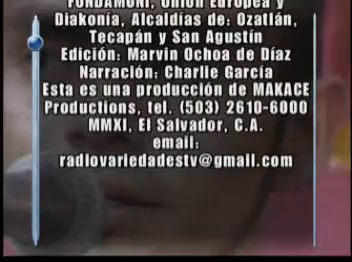 FUNDAMUNI, Unión Europea y
Diakonía, Alcaldías de: Ozatlán,
Tecapán y San Agustín
Edición: Marvin Ochoa de Díaz
Narración: Charlie García
Esta es una producción de MAKACE
Productions, tel. (503) 2610-6000
MMXI, El Salvador, C.A.
email:
radiovariedadestv@gmail.com